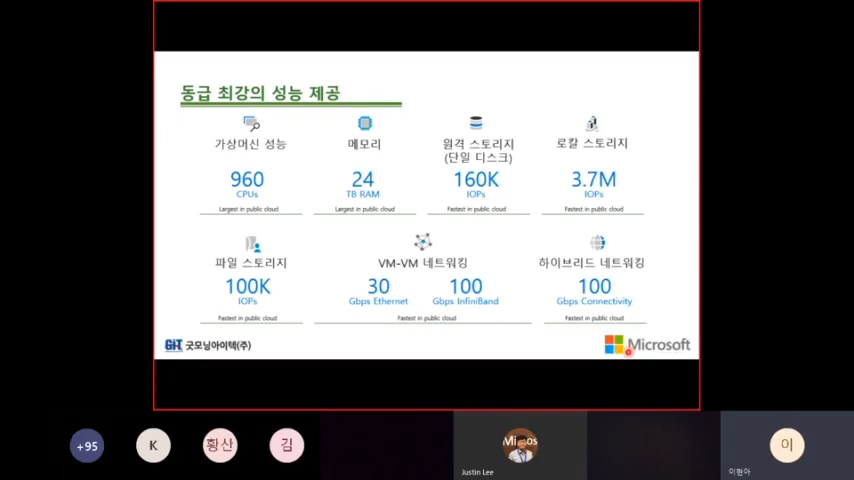 동급 최강의 성능 제공
가상머신 성능
960
CPUs
Largest in public cloud
메모리
24
TB RAM
Largest in public cloud
원격 스토리지
(단일 디스크)
160K
IOPs
Fastest in public cloud
로칼 스토리지
3.7M
IOPs
Fastest in public cloud
파일 스토리지
100K
IOPs
Fastest in public cloud
VM-VM 네트워킹
30
Gbps Ethernet
100
Gbps InfiniBand
Fastest in public cloud
하이브리드 네트워킹
100
Gbps Connectivity
Fastest in public cloud
GIT 굿모닝아이텍(주)
Microsoft
+95
K
황산
김
Justin Lee
이
이현아